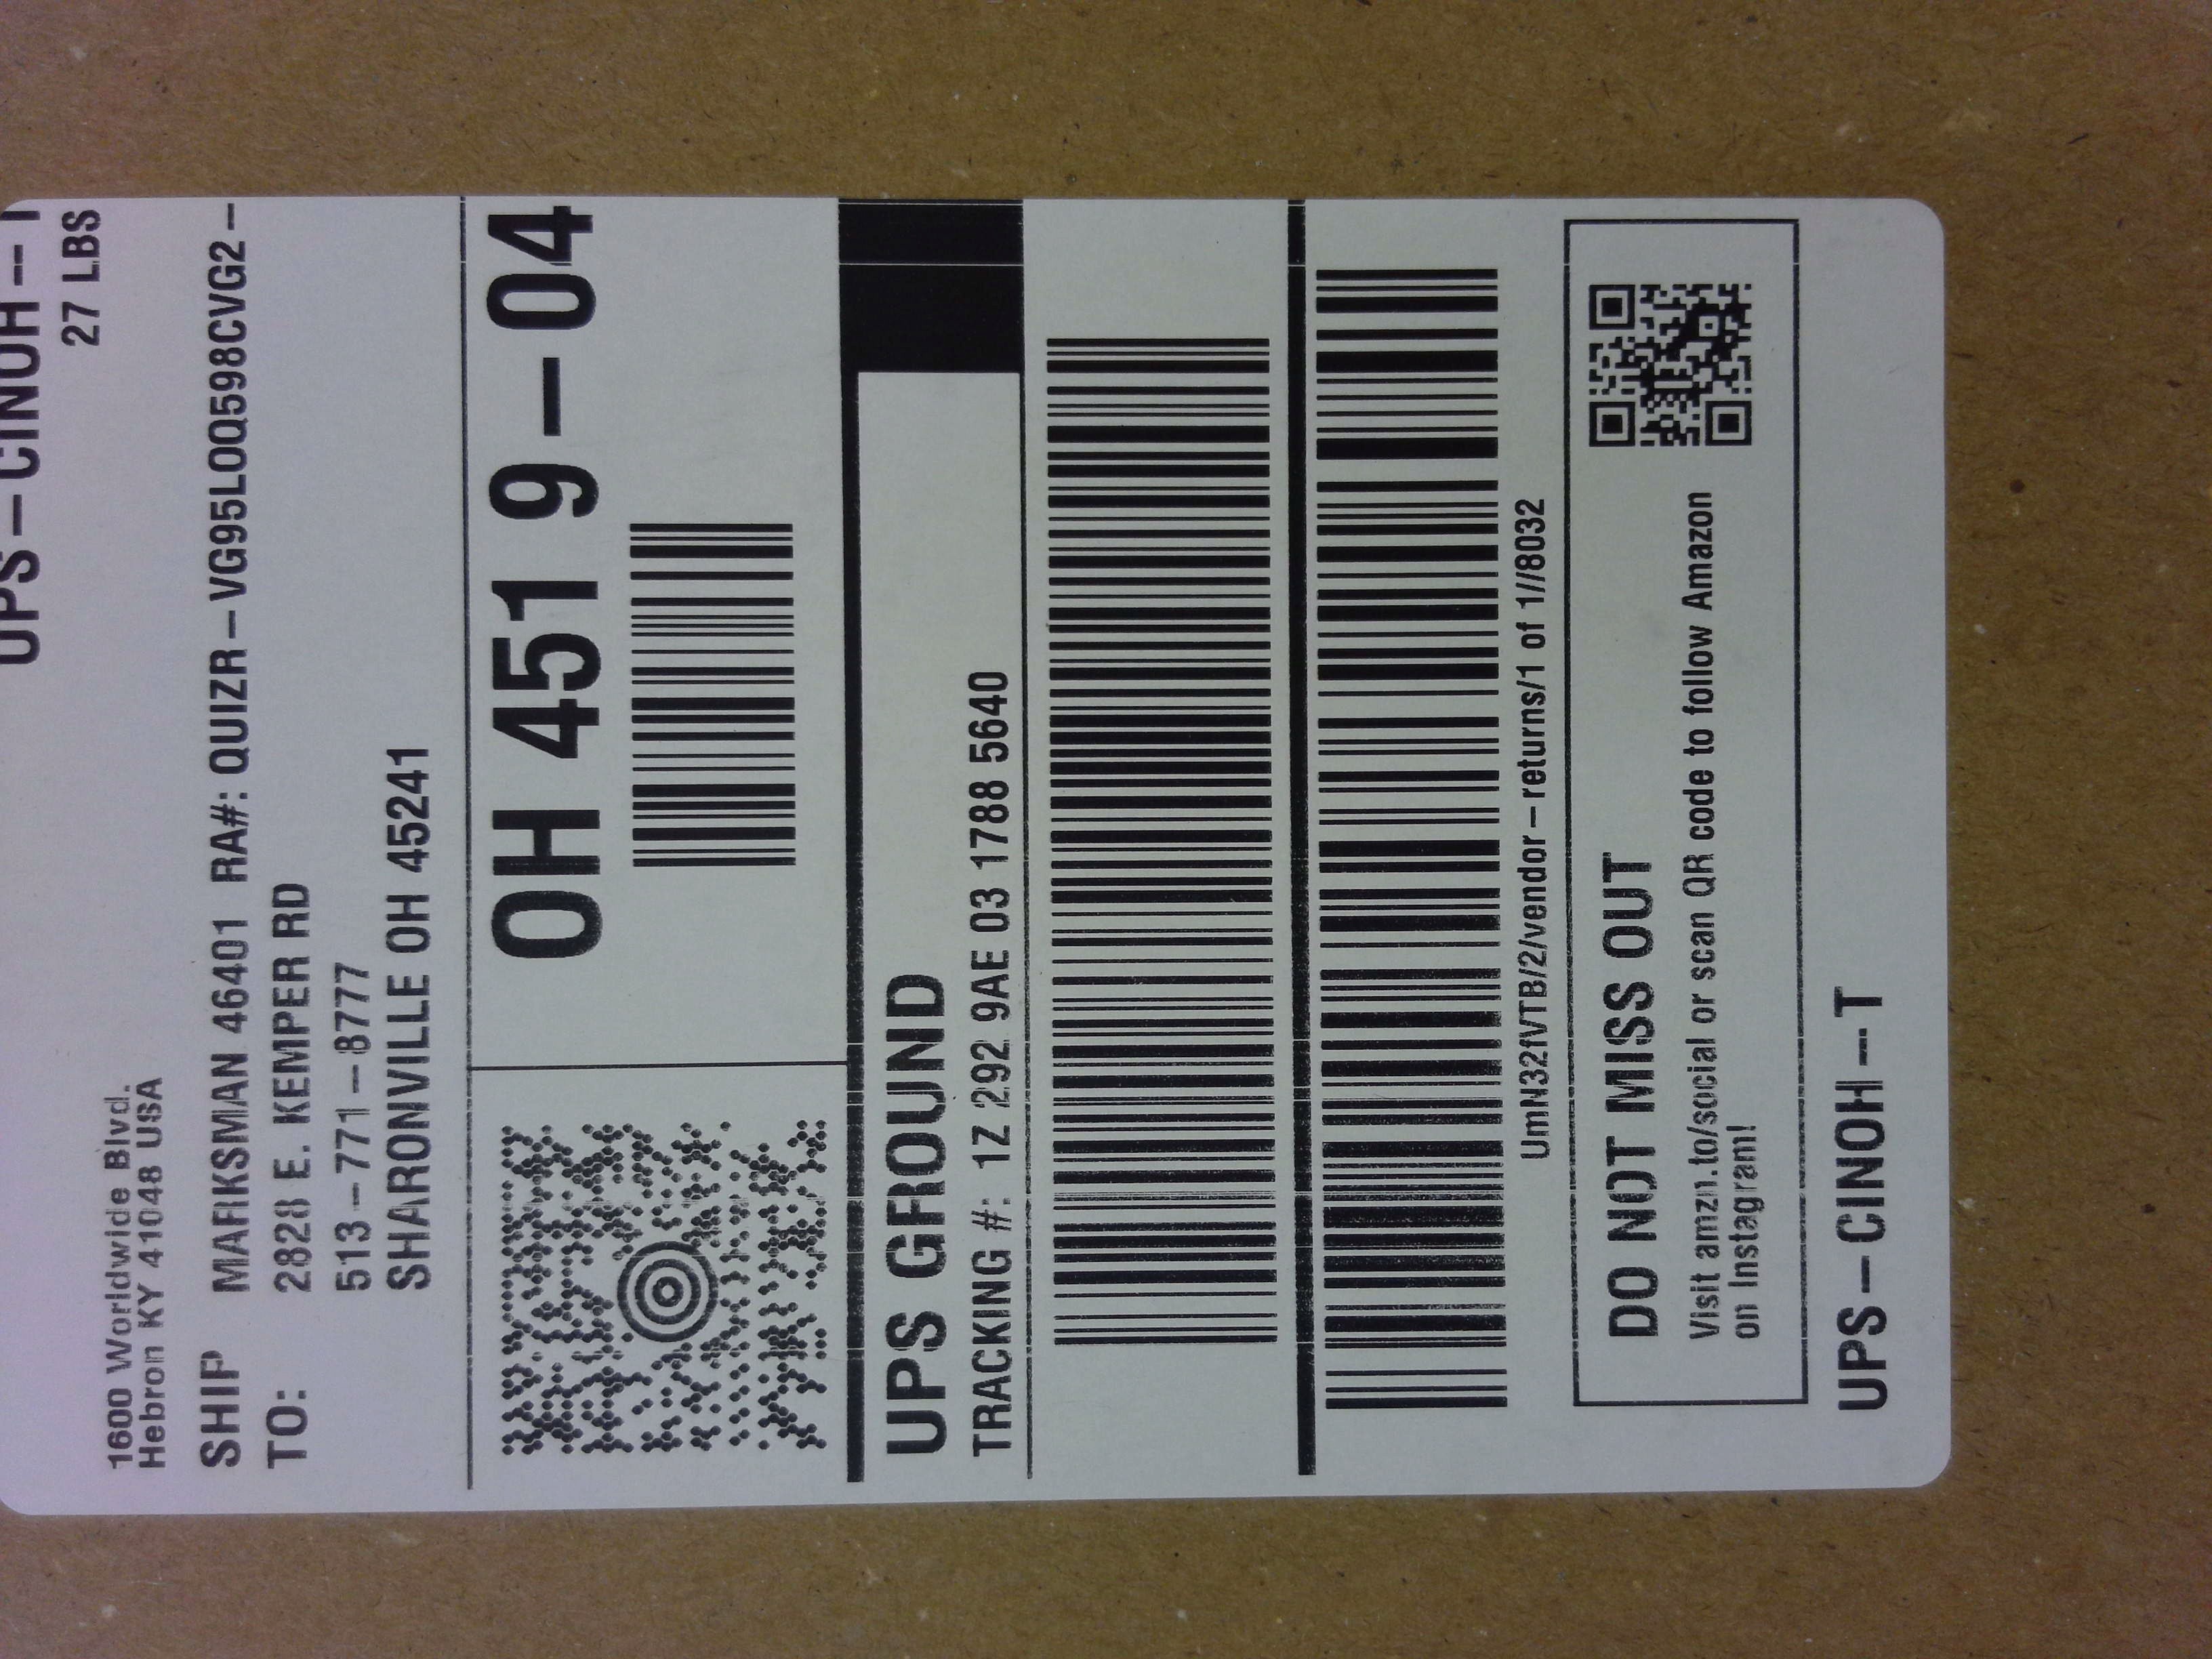 UPS-CINOH--T
27 LBS
1600 Worldwide Blvd.
Hebron KY 41048 USA
SHIP TO:
MARKSMAN 46401 RA#: QUIZR-VG95LOQ598CVG2-
2828 E. KEMPER RD
513-771-8777
SHARONVILLE OH 45241
OH 451 9-04
UPS GROUND
TRACKING #: 1Z 292 9AE 03 1788 5640
UmN32fVTB/2/vendor-returns/1 of 1//8032
DO NOT MISS OUT
Visit amzn.to/social or scan QR code to follow Amazon
on Instagram!
UPS-CINOH--T